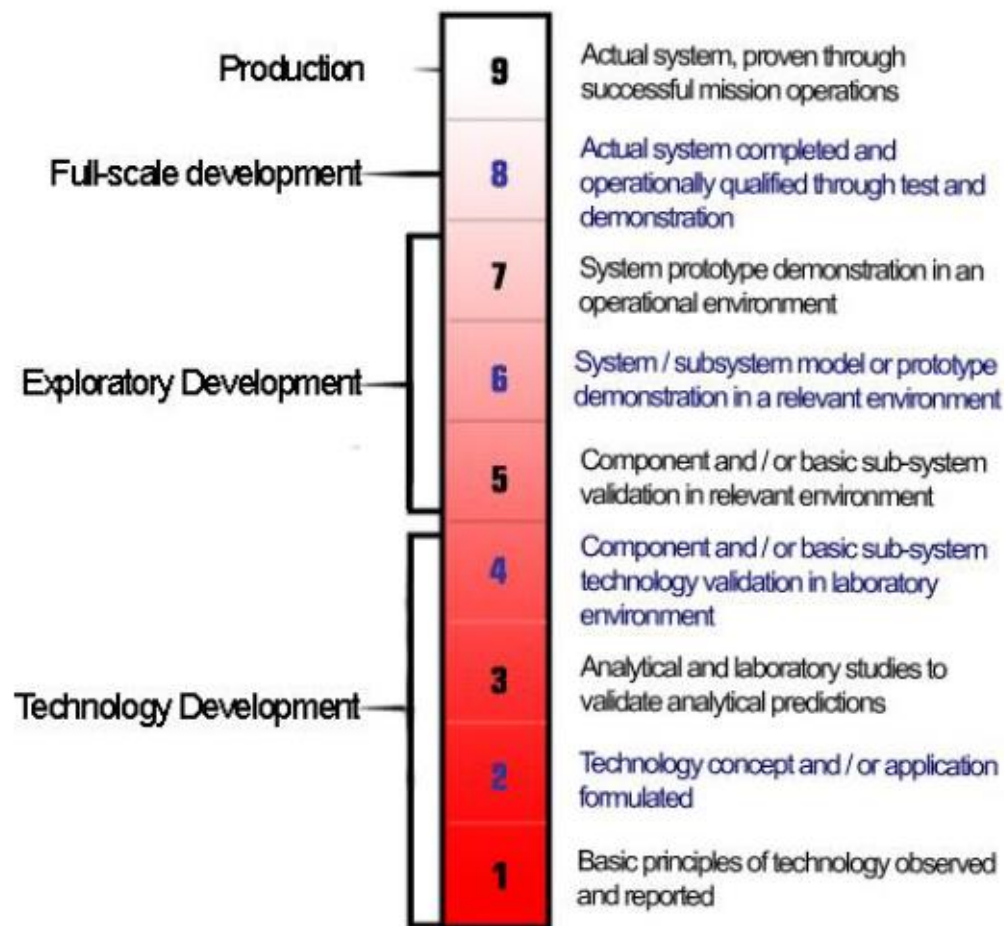 Production
9
Actual system, proven through
successful mission operations
Full-scale development
8
Actual system completed and
operationally qualified through test and
demonstration
7
System prototype demonstration in an
operational environment
Exploratory Development
6
System / subsystem model or prototype
demonstration in a relevant environment
5
Component and / or basic sub-system
validation in relevant environment
4
Component and / or basic sub-system
technology validation in laboratory
environment
Technology Development
3
Analytical and laboratory studies to
validate analytical predictions
2
Technology concept and / or application
formulated
1
Basic principles of technology observed
and reported